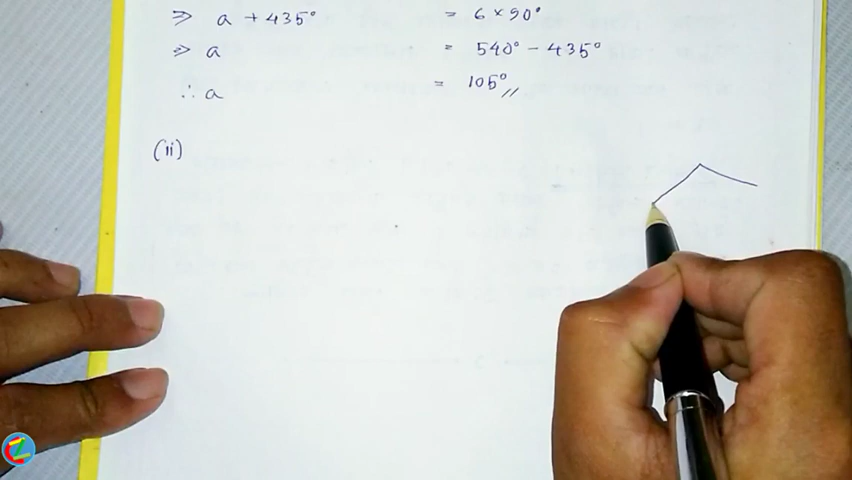 ⇒ a + 435° = 6 × 90°
⇒ a = 540° - 435°
∴ a = 105° //
(ii)